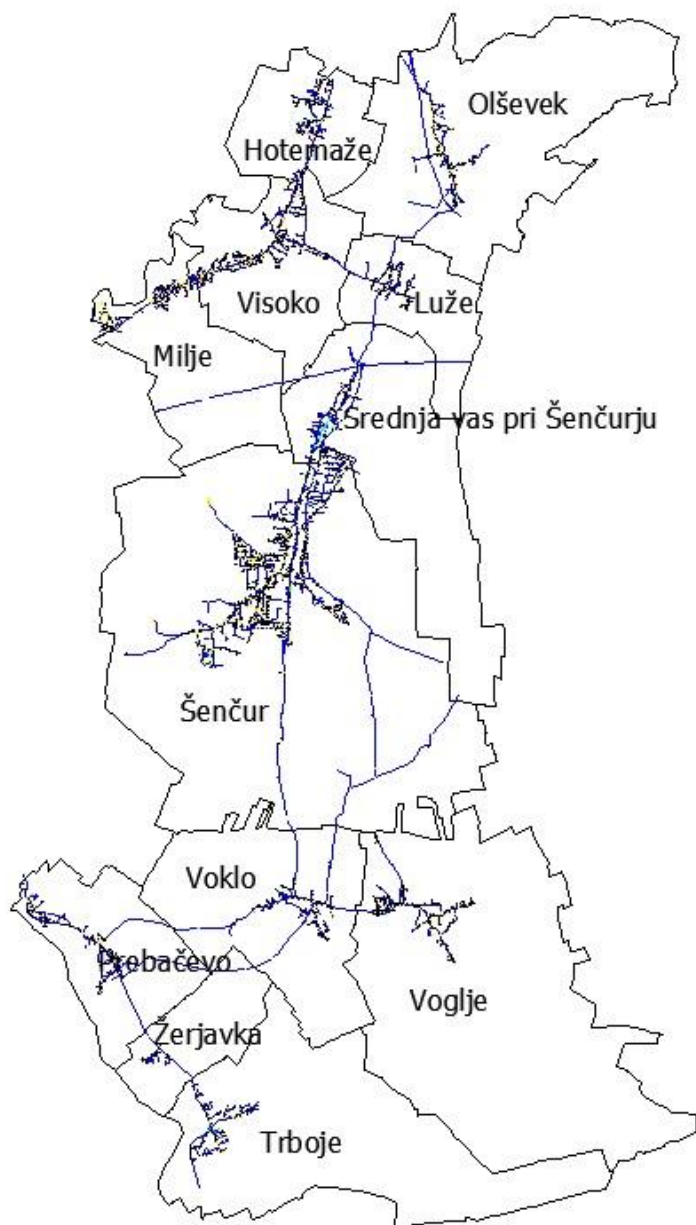 Olševek
Hotemaže
Visoko
Luže
Milje
Srednja vas pri Šenčurju
Šenčur
Voklo
Prebačevo
Voglje
Žerjavka
Trboje